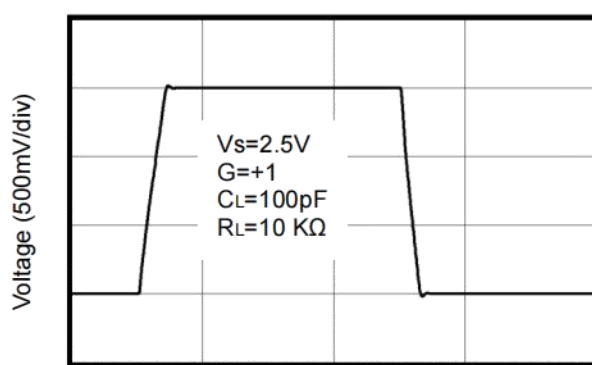 Voltage (500mV/div)
Vs=2.5V
G=+1
CL=100pF
RL=10 KΩ